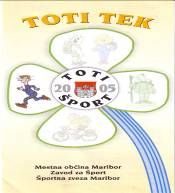 TOTI TEK
TOTI
20 05
ŠPORT
Mestna občina Maribor
Zavod za Šport
Športna zveza Maribor